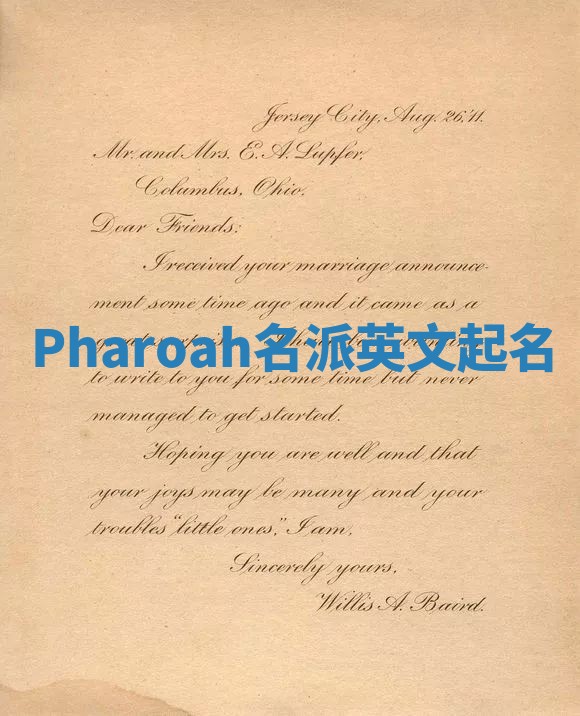 Jersey City, Aug. 26,'11.
Mr. and Mrs. E. A. Lupfer,
Columbus, Ohio.
Dear Friends:
I received your marriage announce-
ment some time ago and it came as a
Pharoah名派英文起名
to write to you for some time but never
managed to get started.
Hoping you are well and that
your joys may be many and your
troubles "little ones," I am,
Sincerely yours,
Willis A. Baird.